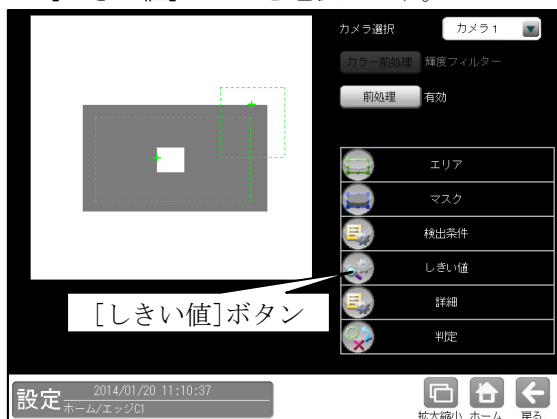 カメラ選択 カメラ1
カラー前処理 輝度フィルター
前処理 有効
エリア
マスク
検出条件
しきい値
[しきい値]ボタン
詳細
判定
設定 2014/01/20 11:10:37
ホーム/エッジC1
拡大縮小 ホーム 戻る